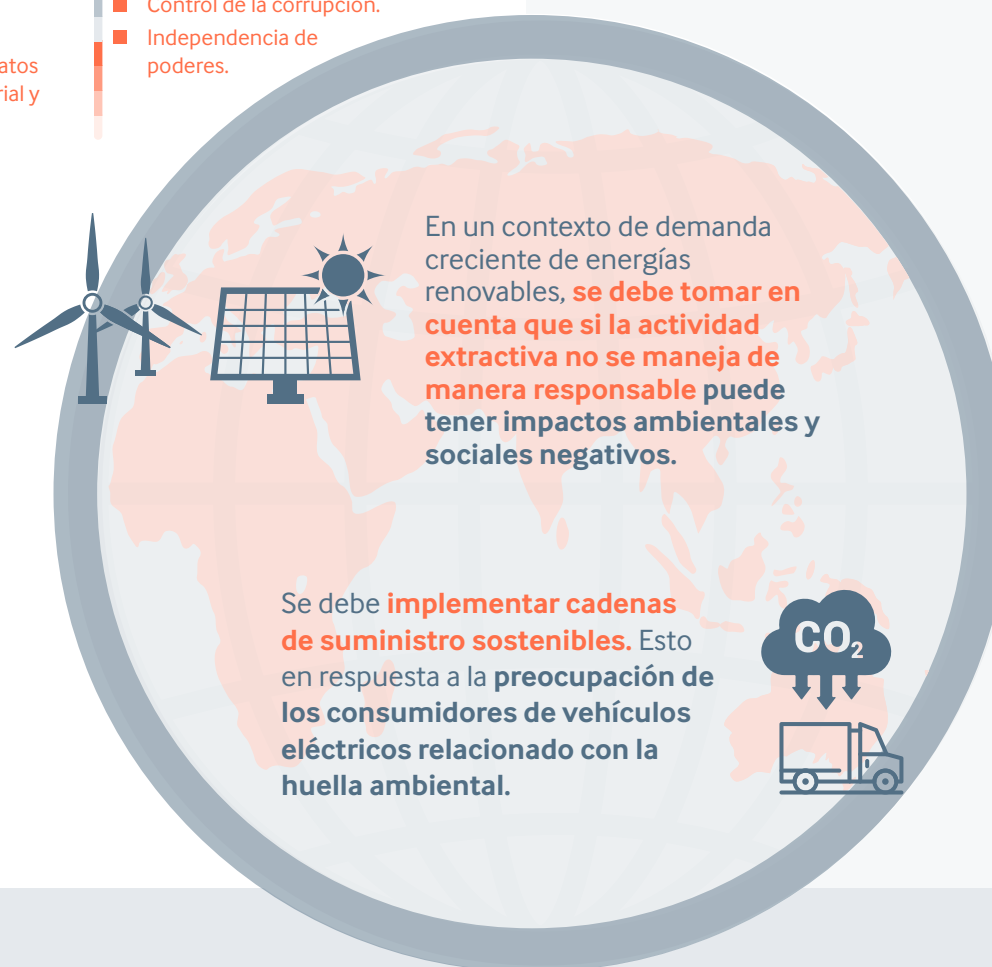 Control de la corrupción.
Independencia de
poderes.
En un contexto de demanda
creciente de energías
renovables, se debe tomar en
cuenta que si la actividad
extractiva no se maneja de
manera responsable puede
tener impactos ambientales y
sociales negativos.
Se debe implementar cadenas
de suministro sostenibles. Esto
en respuesta a la preocupación de
los consumidores de vehículos
eléctricos relacionado con la
huella ambiental.
CO₂